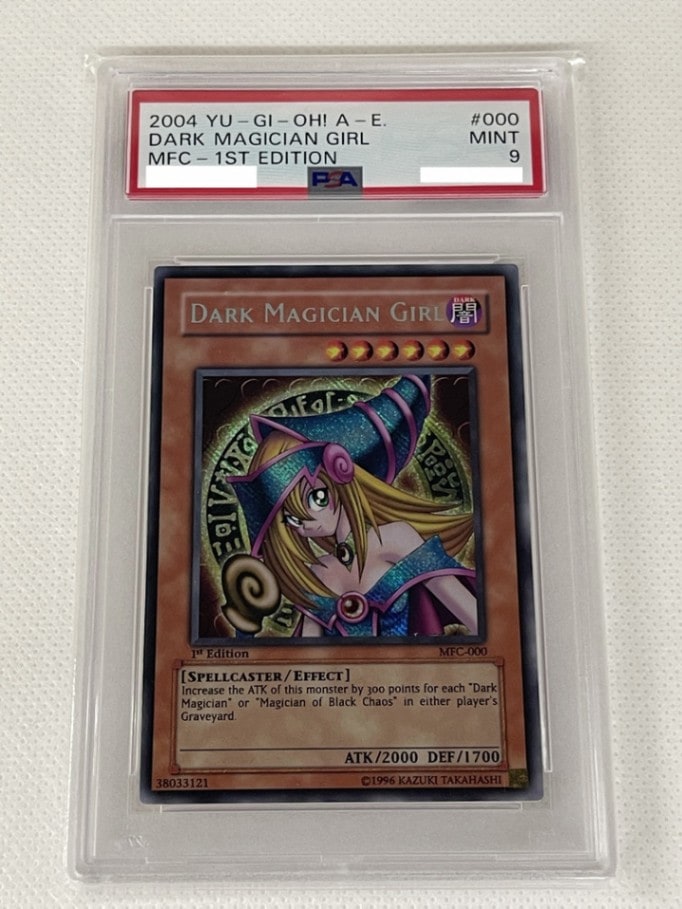 2004 YU-GI-OH! A-E. #000
DARK MAGICIAN GIRL MINT
MFC-1ST EDITION 9
PSA
DARK MAGICIAN GIRL
DARK
闇
1st Edition MFC-000
[SPELLCASTER/EFFECT]
Increase the ATK of this monster by 300 points for each "Dark
Magician" or "Magician of Black Chaos" in either player's
Graveyard.
ATK/2000 DEF/1700
38033121 ©1996 KAZUKI TAKAHASHI